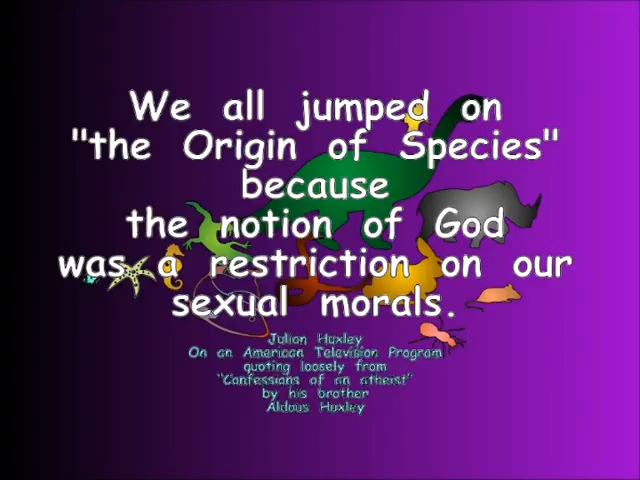 We all jumped on
"the Origin of Species"
because
the notion of God
was a restriction on our
sexual morals.
Julian Huxley
On an American Television Program
quoting loosely from
"Confessions of an atheist"
by his brother
Aldous Huxley